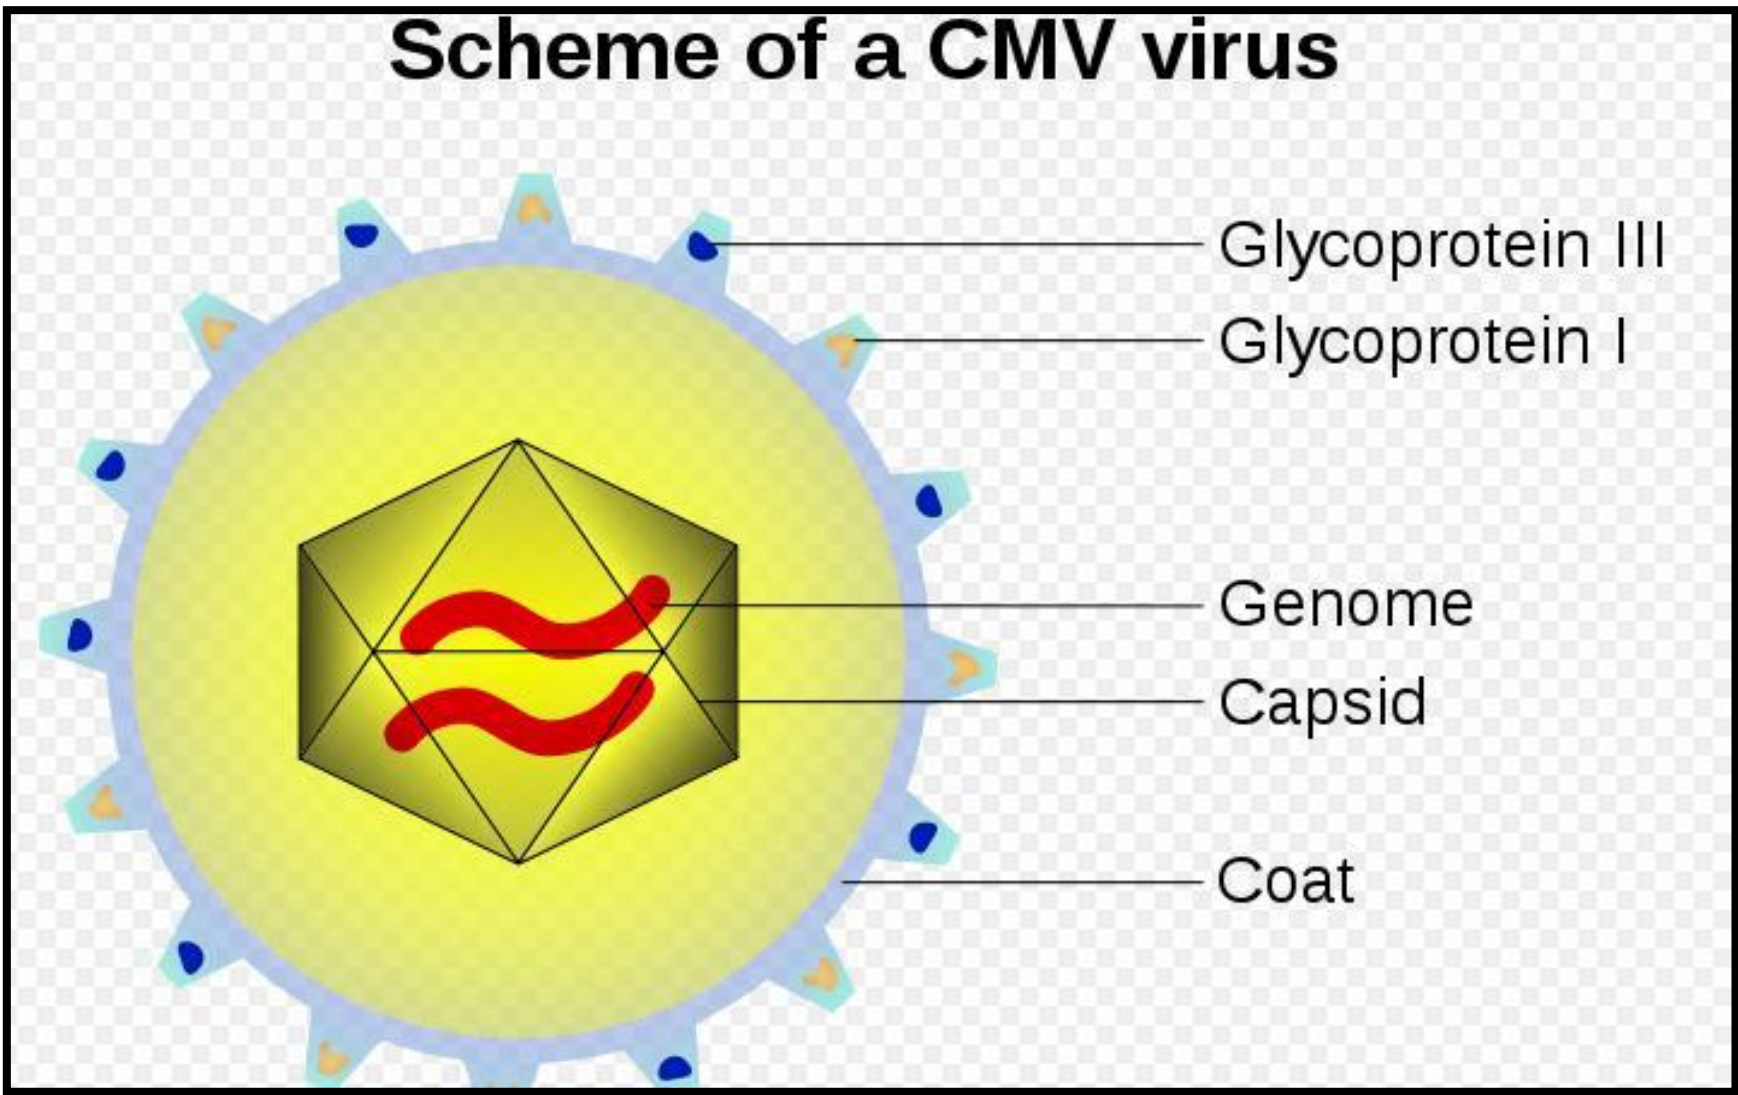 Scheme of a CMV virus
Glycoprotein III
Glycoprotein I
Genome
Capsid
Coat